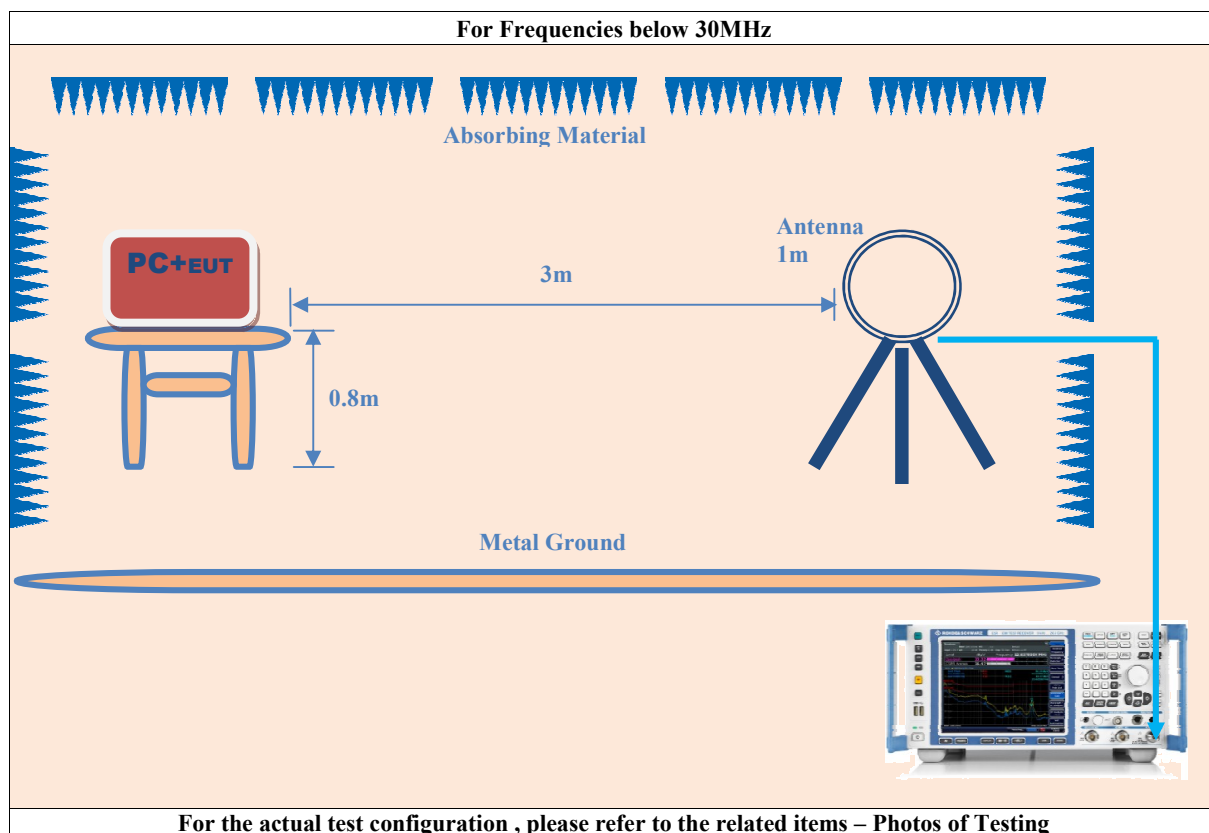 For Frequencies below 30MHz
Absorbing Material
Antenna
1m
PC+EUT
3m
0.8m
Metal Ground
For the actual test configuration , please refer to the related items – Photos of Testing